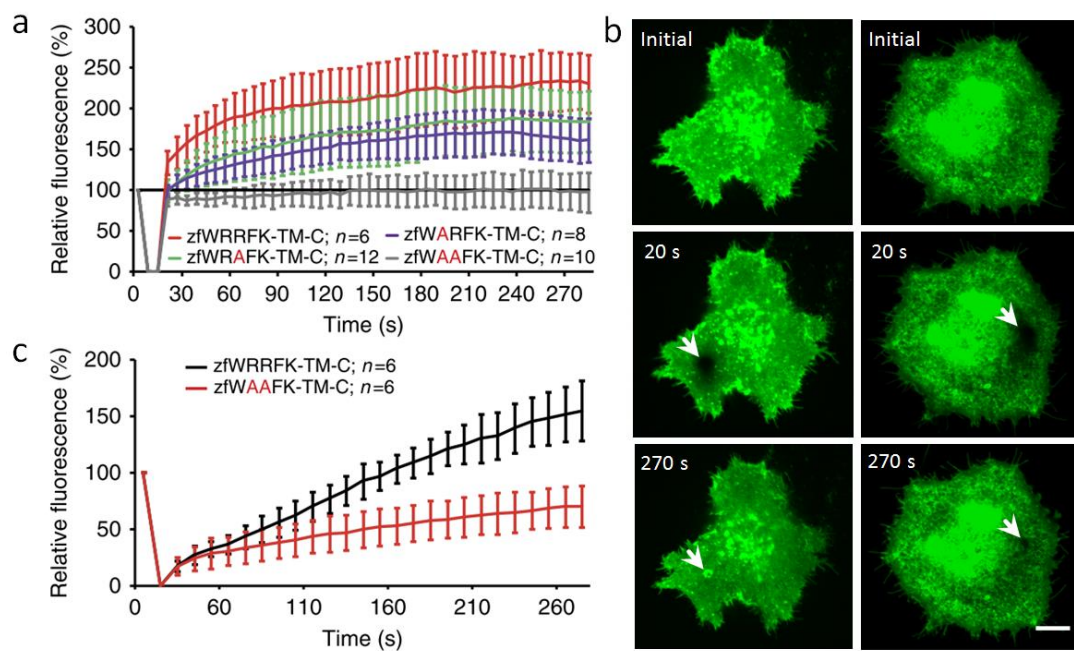 a
Relative fluorescence (%)
300
250
200
150
100
50
0
30 60 90 120 150 180 210 240 270
Time (s)
zfWRRFK-TM-C; n=6
zfWARFK-TM-C; n=8
zfWRAFK-TM-C; n=12
zfWAAFK-TM-C; n=10
b
Initial
Initial
20 s
20 s
270 s
270 s
c
Relative fluorescence (%)
200
150
100
50
0
60 110 160 210 260
Time (s)
zfWRRFK-TM-C; n=6
zfWAAFK-TM-C; n=6